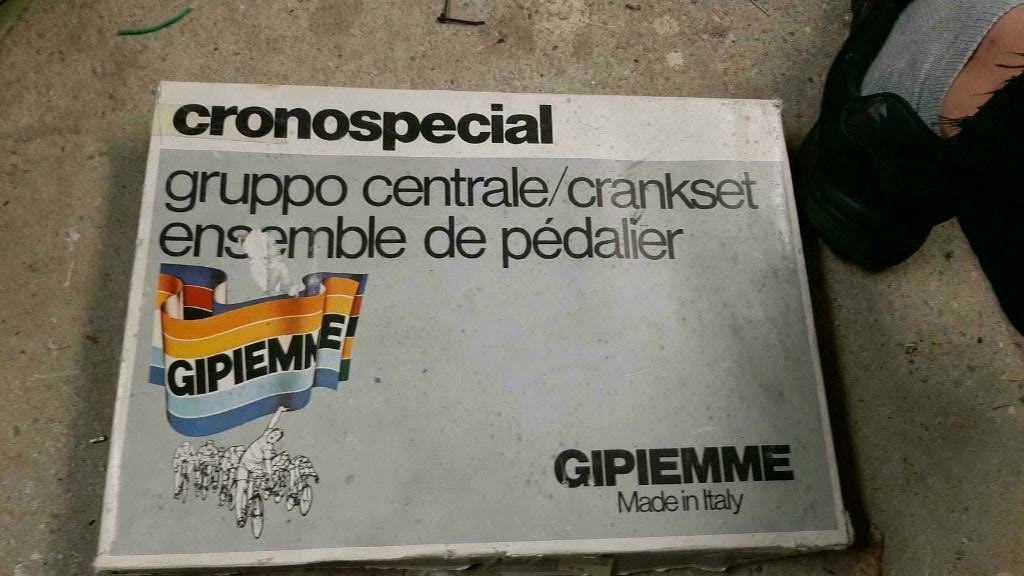 cronospecial
gruppo centrale/crankset
ensemble de pédalier
GIPIEMME
GIPIEMME
Made in Italy